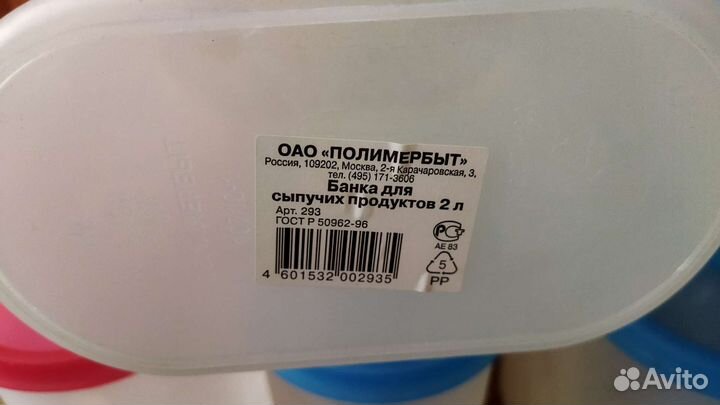 ОАО «ПОЛИМЕРБЫТ»
Россия, 109202, Москва, 2-я Карачаровская, 3,
тел. (495) 171-3606
Банка для
сыпучих продуктов 2 л
Арт. 293
ГОСТ Р 50962-96
РС
АЕ 83
4 601532 002935
5
PP
Avito